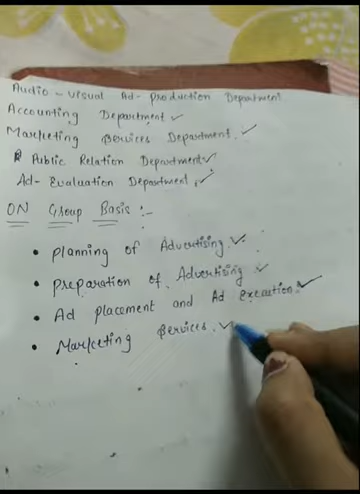 Audio - Visual Ad- Production Department
Accounting Department ✓
Marketing Services Department. ✓
Public Relation Department ✓
Ad- Evaluation Department. ✓
ON Group Basis :-
• Planning of Advertising. ✓
• Preparation of Advertising ✓
• Ad placement and Ad Execution. ✓
• Marketing Services. ✓